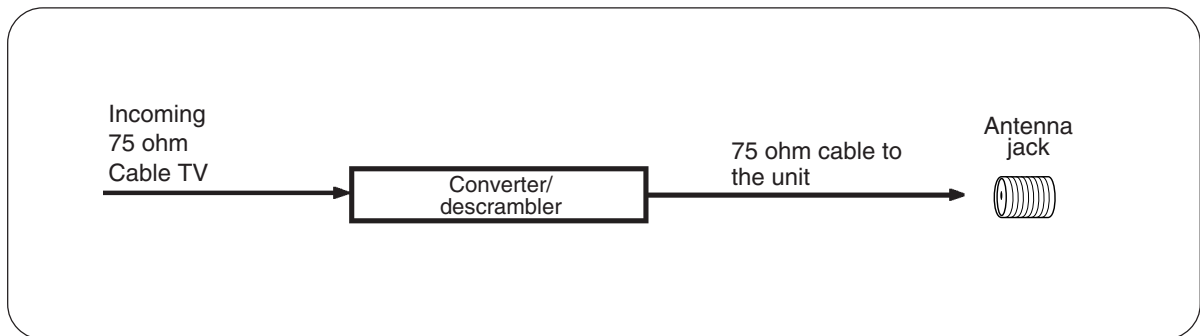 Incoming
75 ohm
Cable TV
Converter/
descrambler
75 ohm cable to
the unit
Antenna
jack